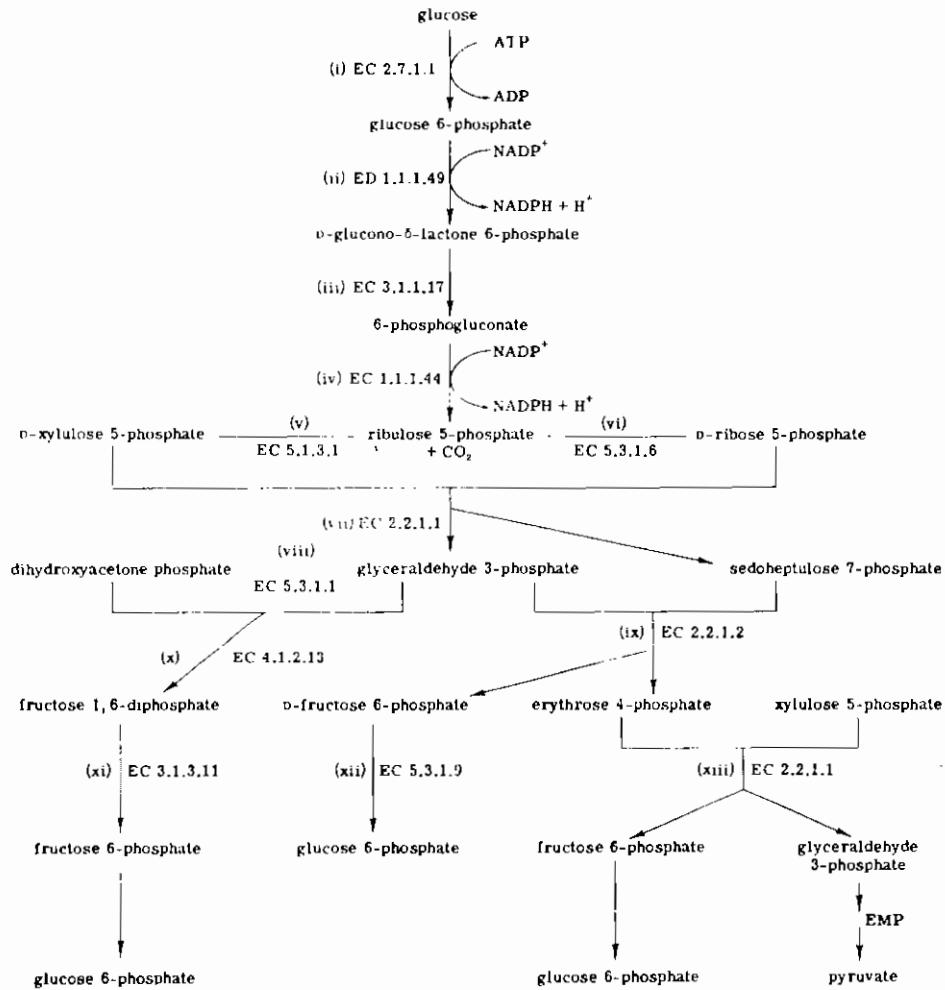 glucose
ATP
(i) EC 2.7.1.1
ADP
glucose 6-phosphate
NADP⁺
(ii) ED 1.1.1.49
NADPH + H⁺
D-glucono-δ-lactone 6-phosphate
(iii) EC 3.1.1.17
6-phosphogluconate
NADP⁺
(iv) EC 1.1.1.44
NADPH + H⁺
D-xylulose 5-phosphate (v) EC 5.1.3.1 ribulose 5-phosphate (vi) EC 5.3.1.6 D-ribose 5-phosphate
+ CO₂
(vii) EC 2.2.1.1
(viii)
dihydroxyacetone phosphate EC 5.3.1.1 glyceraldehyde 3-phosphate sedoheptulose 7-phosphate
(ix) EC 2.2.1.2
(x) EC 4.1.2.13
fructose 1,6-diphosphate D-fructose 6-phosphate erythrose 4-phosphate xylulose 5-phosphate
(xi) EC 3.1.3.11 (xii) EC 5.3.1.9 (xiii) EC 2.2.1.1
fructose 6-phosphate glucose 6-phosphate fructose 6-phosphate glyceraldehyde
3-phosphate
EMP
glucose 6-phosphate glucose 6-phosphate pyruvate